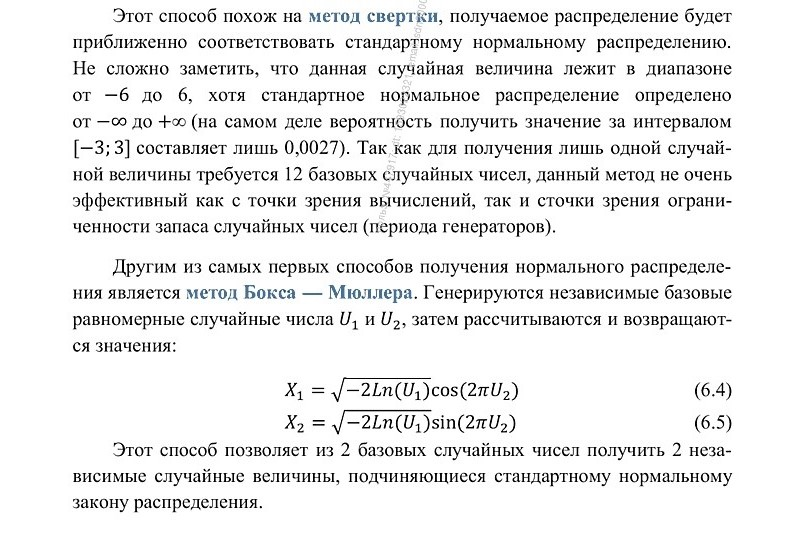 Этот способ похож на метод свертки, получаемое распределение будет
приближенно соответствовать стандартному нормальному распределению.
Не сложно заметить, что данная случайная величина лежит в диапазоне
от −6 до 6, хотя стандартное нормальное распределение определено
от −∞ до +∞ (на самом деле вероятность получить значение за интервалом
[−3; 3] составляет лишь 0,0027). Так как для получения лишь одной случай-
ной величины требуется 12 базовых случайных чисел, данный метод не очень
эффективный как с точки зрения вычислений, так и сточки зрения ограни-
ченности запаса случайных чисел (периода генераторов).
Другим из самых первых способов получения нормального распределе-
ния является метод Бокса — Мюллера. Генерируются независимые базовые
равномерные случайные числа U₁ и U₂, затем рассчитываются и возвращают-
ся значения:
X₁ = √−2Ln(U₁)cos(2πU₂) (6.4)
X₂ = √−2Ln(U₁)sin(2πU₂) (6.5)
Этот способ позволяет из 2 базовых случайных чисел получить 2 неза-
висимые случайные величины, подчиняющиеся стандартному нормальному
закону распределения.